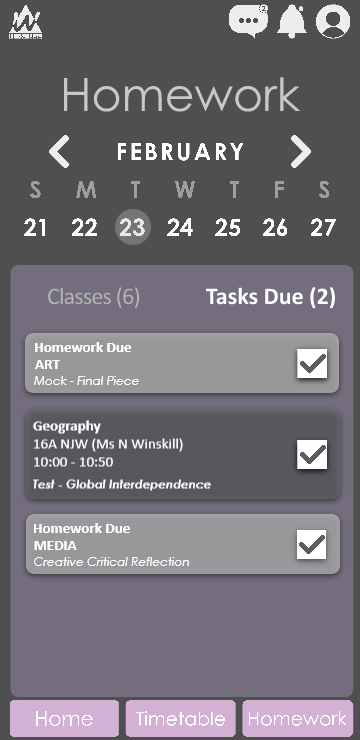 Homework
FEBRUARY
S M T W T F S
21 22 23 24 25 26 27
Classes (6) Tasks Due (2)
Homework Due
ART
Mock - Final Piece
Geography
16A NJW (Ms N Winskill)
10:00 - 10:50
Test - Global Interdependence
Homework Due
MEDIA
Creative Critical Reflection
Home Timetable Homework